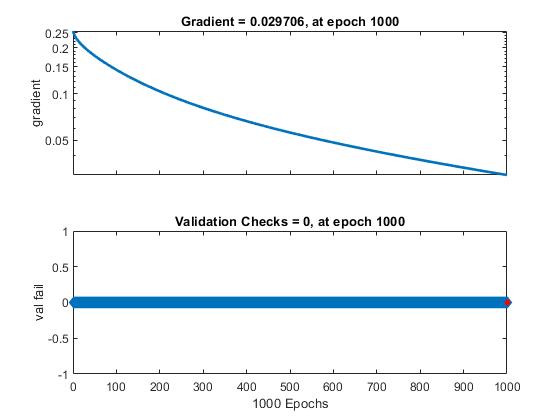 Gradient = 0.029706, at epoch 1000
0.25
0.2
0.15
0.1
0.05
gradient
Validation Checks = 0, at epoch 1000
1
0.5
0
-0.5
-1
val fail
0 100 200 300 400 500 600 700 800 900 1000
1000 Epochs